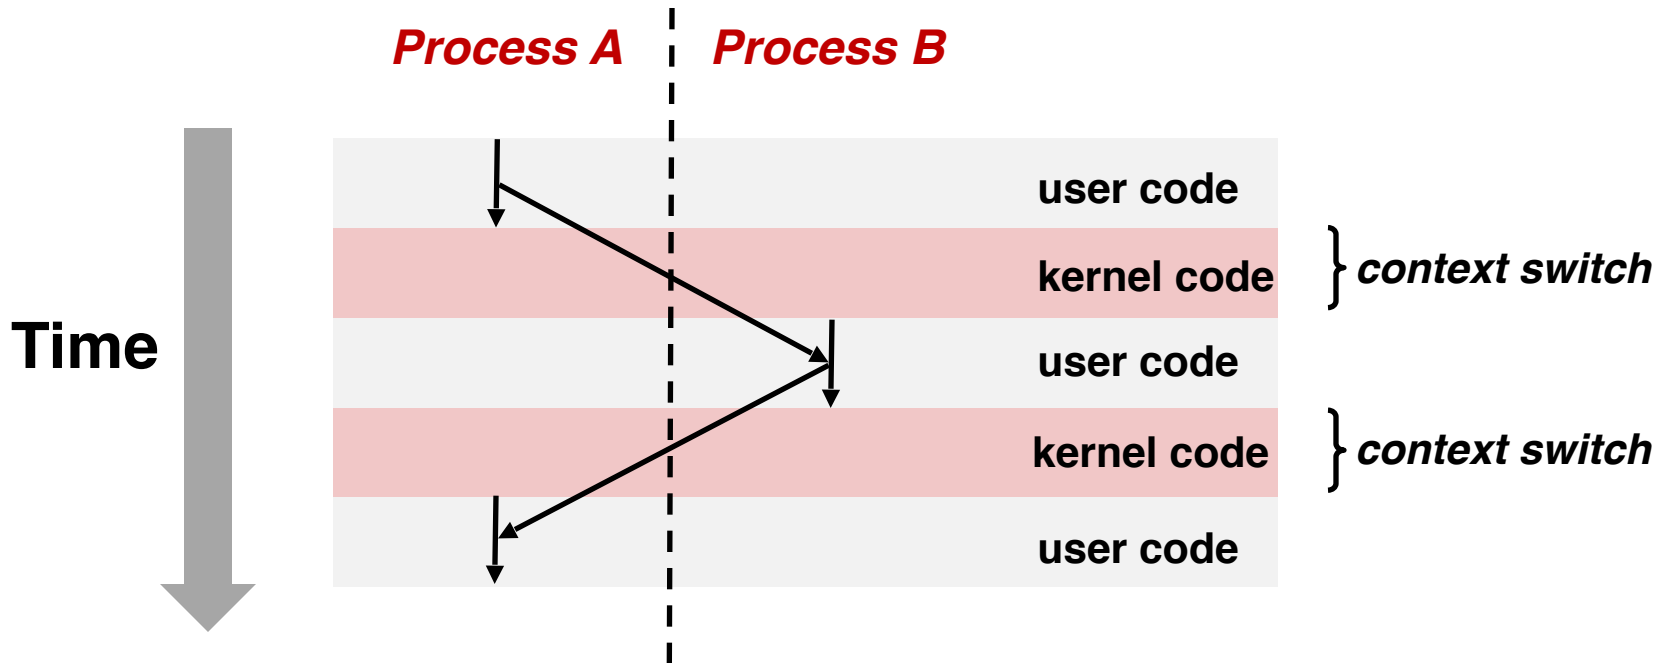 Process A
Process B
user code
kernel code
context switch
Time
user code
kernel code
context switch
user code